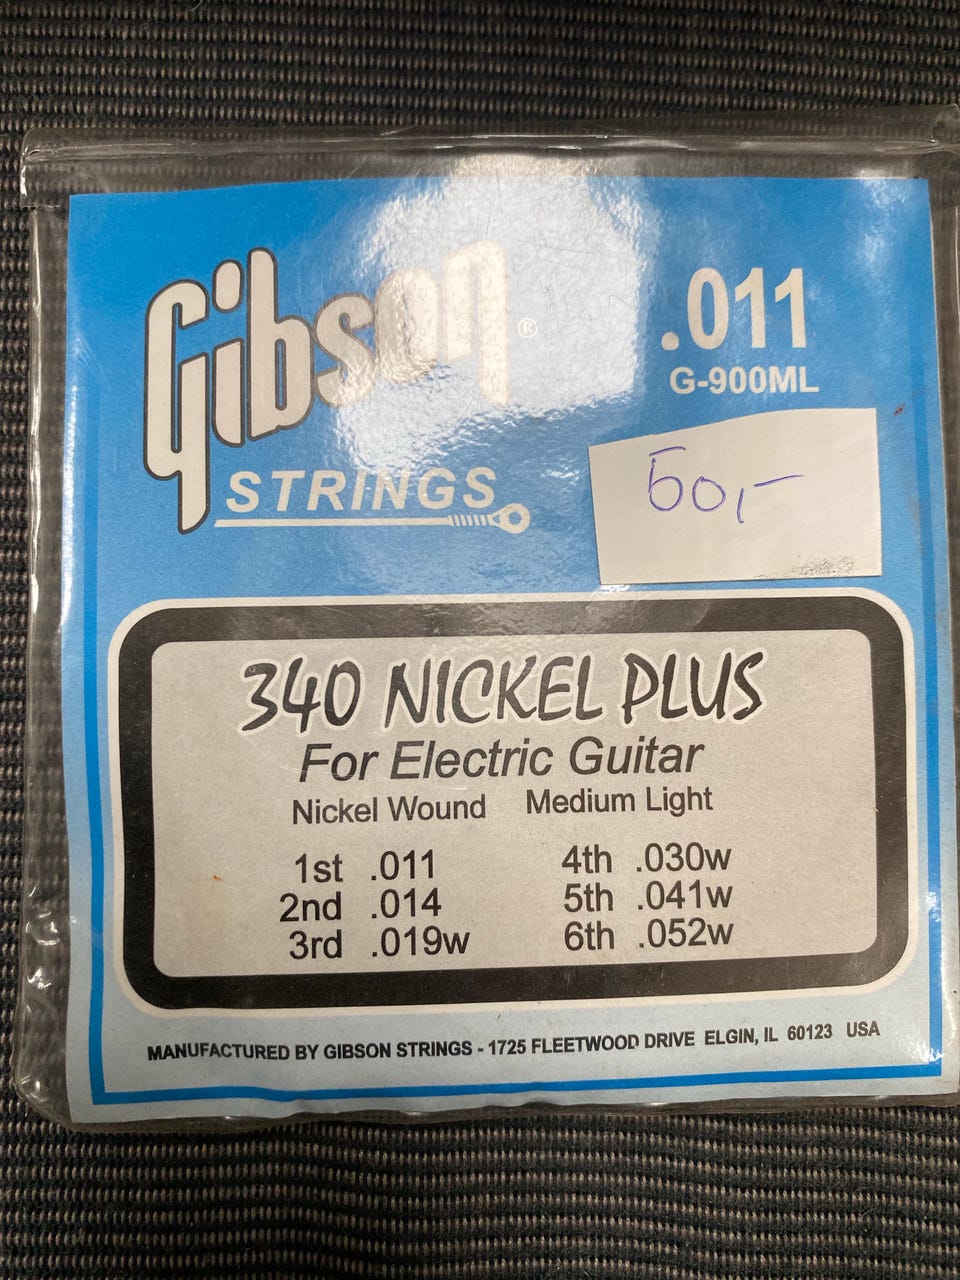 Gibson®
STRINGS
.011
G-900ML
50,-
340 NICKEL PLUS
For Electric Guitar
Nickel Wound Medium Light
1st .011 4th .030w
2nd .014 5th .041w
3rd .019w 6th .052w
MANUFACTURED BY GIBSON STRINGS - 1725 FLEETWOOD DRIVE ELGIN, IL 60123 USA